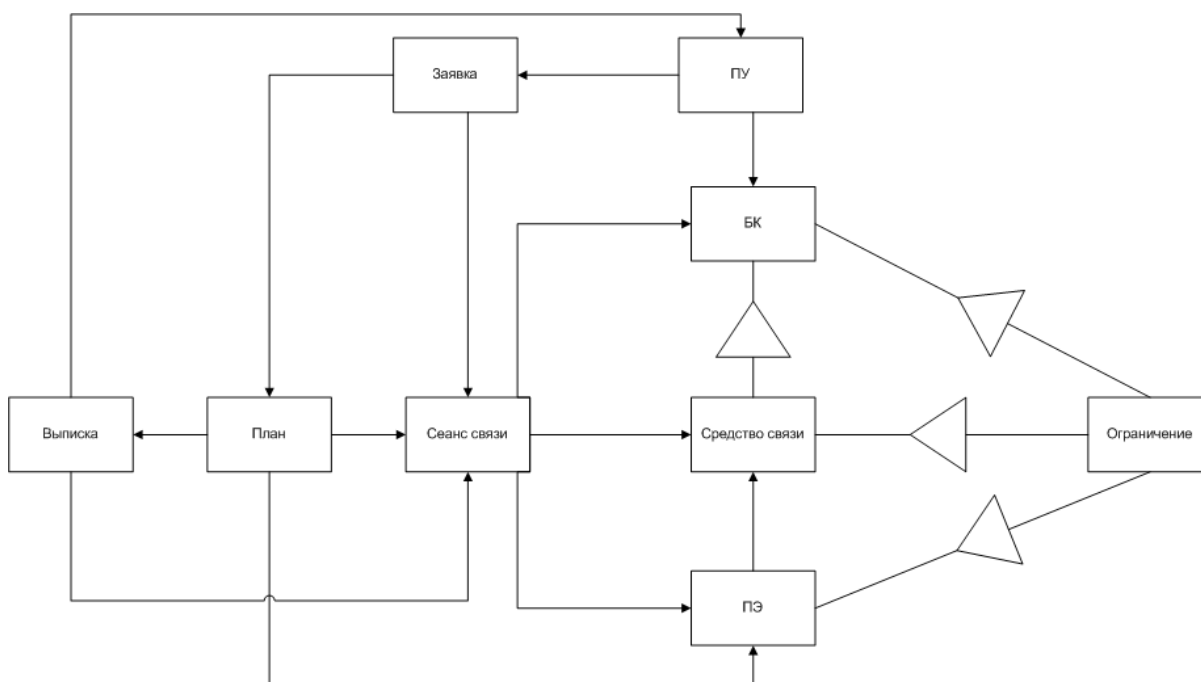 Заявка
ПУ
БК
Выписка
План
Сеанс связи
Средство связи
Ограничение
ПЭ